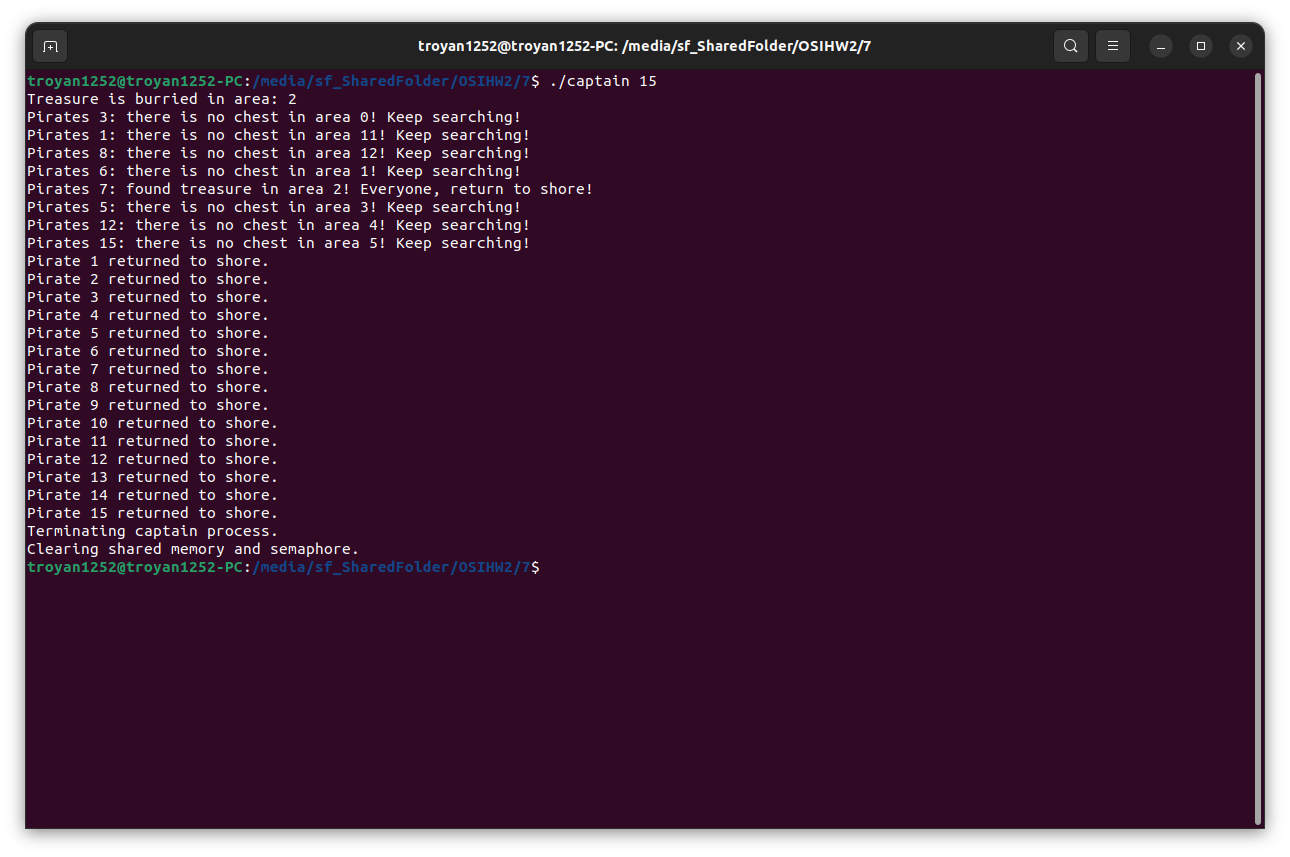 troyan1252@troyan1252-PC: /media/sf_SharedFolder/OSIHW2/7
troyan1252@troyan1252-PC:/media/sf_SharedFolder/OSIHW2/7$ ./captain 15
Treasure is burried in area: 2
Pirates 3: there is no chest in area 0! Keep searching!
Pirates 1: there is no chest in area 11! Keep searching!
Pirates 8: there is no chest in area 12! Keep searching!
Pirates 6: there is no chest in area 1! Keep searching!
Pirates 7: found treasure in area 2! Everyone, return to shore!
Pirates 5: there is no chest in area 3! Keep searching!
Pirates 12: there is no chest in area 4! Keep searching!
Pirates 15: there is no chest in area 5! Keep searching!
Pirate 1 returned to shore.
Pirate 2 returned to shore.
Pirate 3 returned to shore.
Pirate 4 returned to shore.
Pirate 5 returned to shore.
Pirate 6 returned to shore.
Pirate 7 returned to shore.
Pirate 8 returned to shore.
Pirate 9 returned to shore.
Pirate 10 returned to shore.
Pirate 11 returned to shore.
Pirate 12 returned to shore.
Pirate 13 returned to shore.
Pirate 14 returned to shore.
Pirate 15 returned to shore.
Terminating captain process.
Clearing shared memory and semaphore.
troyan1252@troyan1252-PC:/media/sf_SharedFolder/OSIHW2/7$